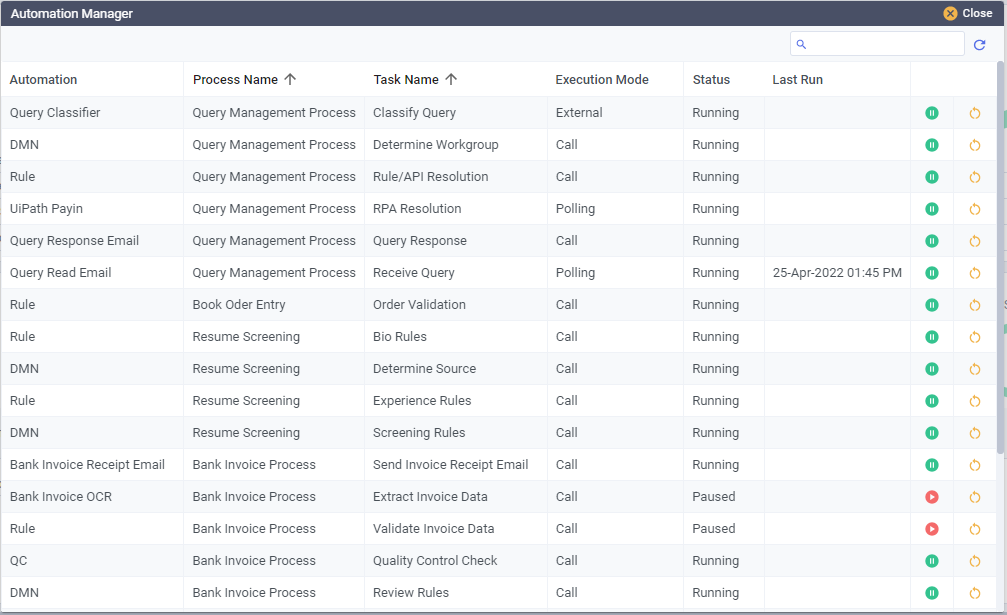 Automation Manager Close
Automation Process Name Task Name Execution Mode Status Last Run
Query Classifier Query Management Process Classify Query External Running
DMN Query Management Process Determine Workgroup Call Running
Rule Query Management Process Rule/API Resolution Call Running
UiPath Payin Query Management Process RPA Resolution Polling Running
Query Response Email Query Management Process Query Response Call Running
Query Read Email Query Management Process Receive Query Polling Running 25-Apr-2022 01:45 PM
Rule Book Oder Entry Order Validation Call Running
Rule Resume Screening Bio Rules Call Running
DMN Resume Screening Determine Source Call Running
Rule Resume Screening Experience Rules Call Running
DMN Resume Screening Screening Rules Call Running
Bank Invoice Receipt Email Bank Invoice Process Send Invoice Receipt Email Call Running
Bank Invoice OCR Bank Invoice Process Extract Invoice Data Call Paused
Rule Bank Invoice Process Validate Invoice Data Call Paused
QC Bank Invoice Process Quality Control Check Call Running
DMN Bank Invoice Process Review Rules Call Running